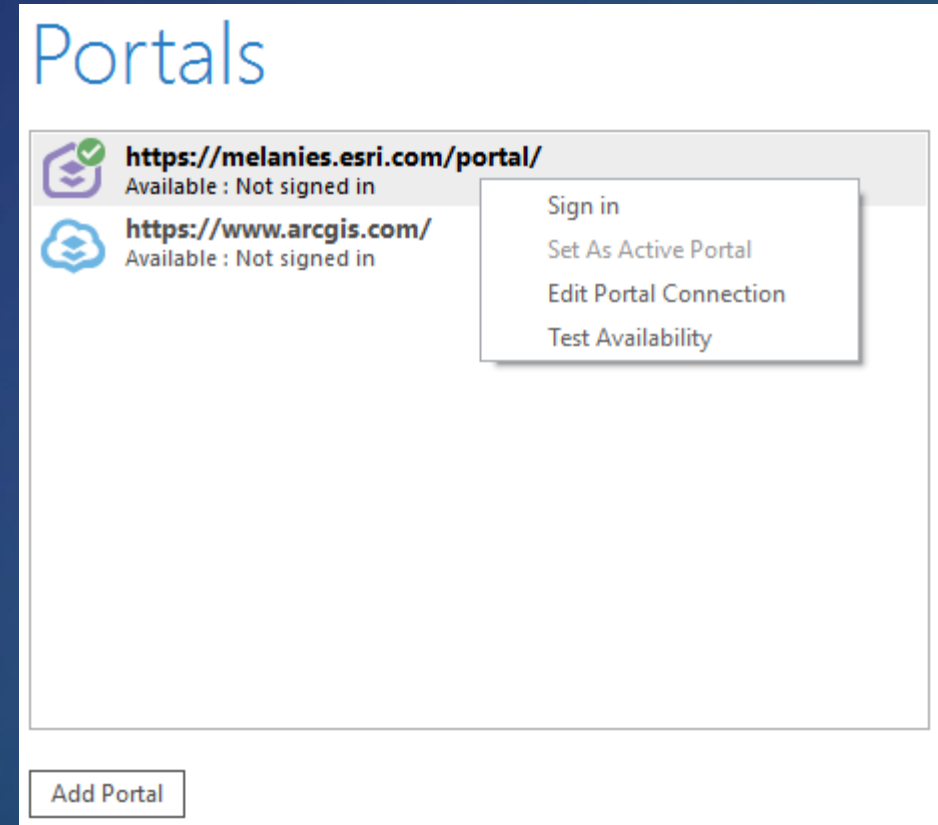 Portals
https://melanies.esri.com/portal/
Available : Not signed in
https://www.arcgis.com/
Available : Not signed in
Sign in
Set As Active Portal
Edit Portal Connection
Test Availability
Add Portal